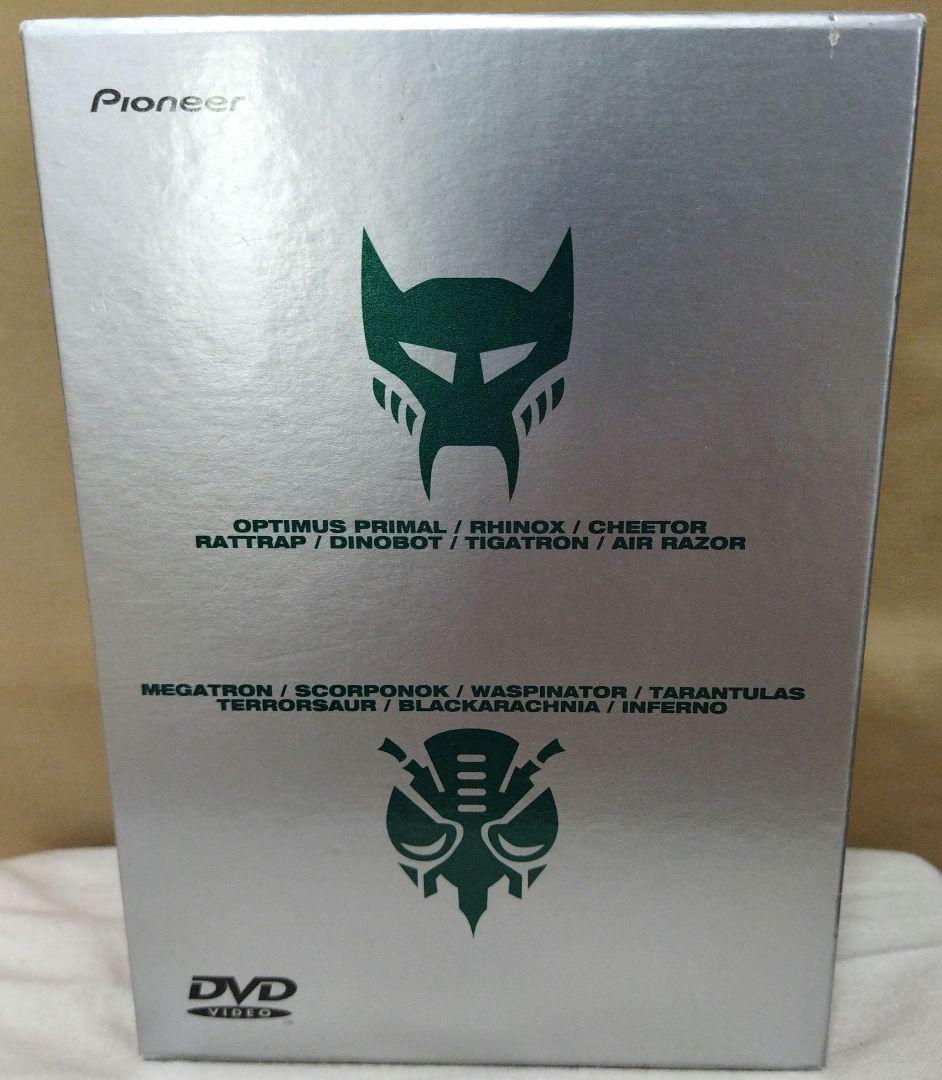 Pioneer
OPTIMUS PRIMAL / RHINOX / CHEETOR
RATTRAP / DINOBOT / TIGATRON / AIR RAZOR
MEGATRON / SCORPONOK / WASPINATOR / TARANTULAS
TERRORSAUR / BLACKARACHNIA / INFERNO
DVD
VIDEO